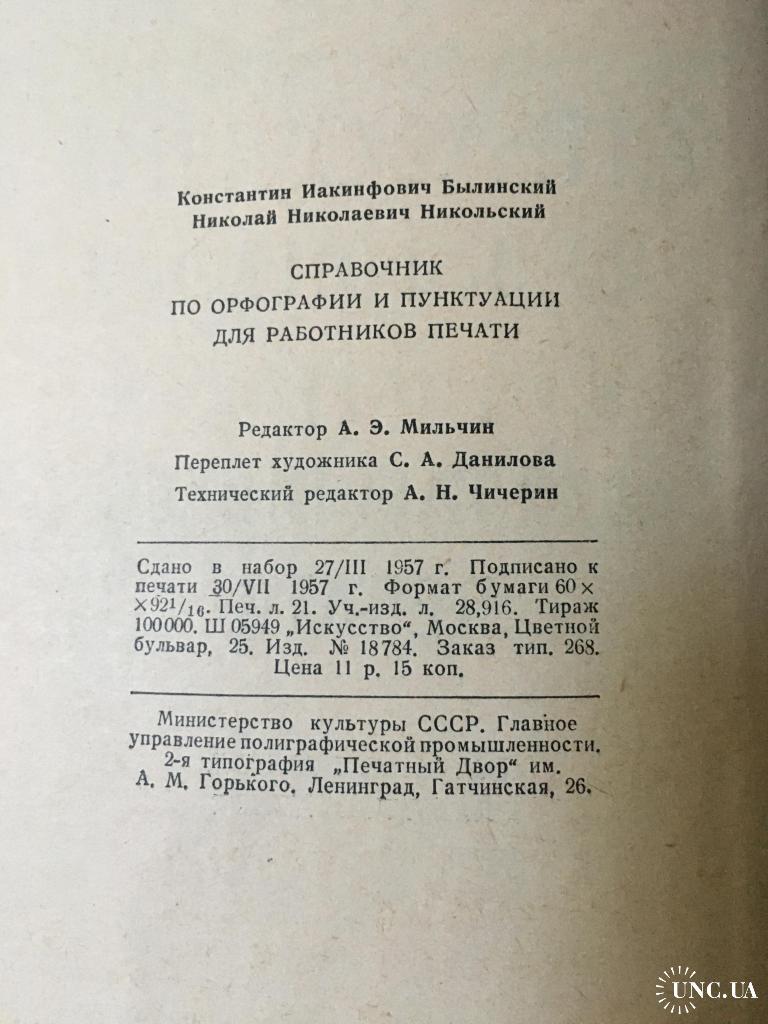 Константин Иакинфович Былинский
Николай Николаевич Никольский
СПРАВОЧНИК
ПО ОРФОГРАФИИ И ПУНКТУАЦИИ
ДЛЯ РАБОТНИКОВ ПЕЧАТИ
Редактор А. Э. Мильчин
Переплет художника С. А. Данилова
Технический редактор А. Н. Чичерин
Сдано в набор 27/III 1957 г. Подписано к
печати 30/VII 1957 г. Формат бумаги 60×
×92¹/₁₆. Печ. л. 21. Уч.-изд. л. 28,916. Тираж
100000. Ш 05949 „Искусство“, Москва, Цветной
бульвар, 25. Изд. № 18784. Заказ тип. 268.
Цена 11 р. 15 коп.
Министерство культуры СССР. Главное
управление полиграфической промышленности.
2-я типография „Печатный Двор“ им.
А. М. Горького. Ленинград, Гатчинская, 26.
UNC.UA